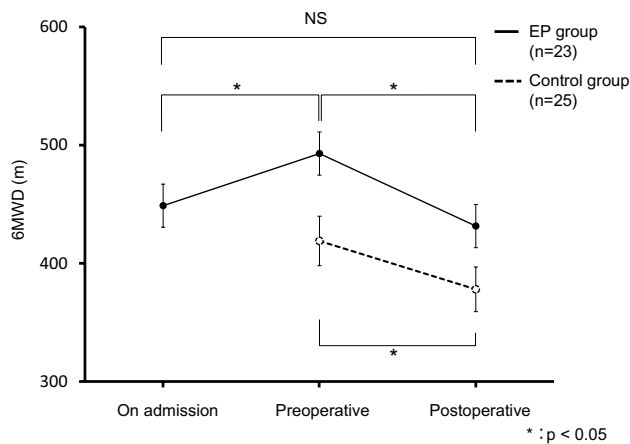 600
500
400
300
6MWD (m)
NS
*
*
*
EP group
(n=23)
Control group
(n=25)
On admission
Preoperative
Postoperative
* : p < 0.05